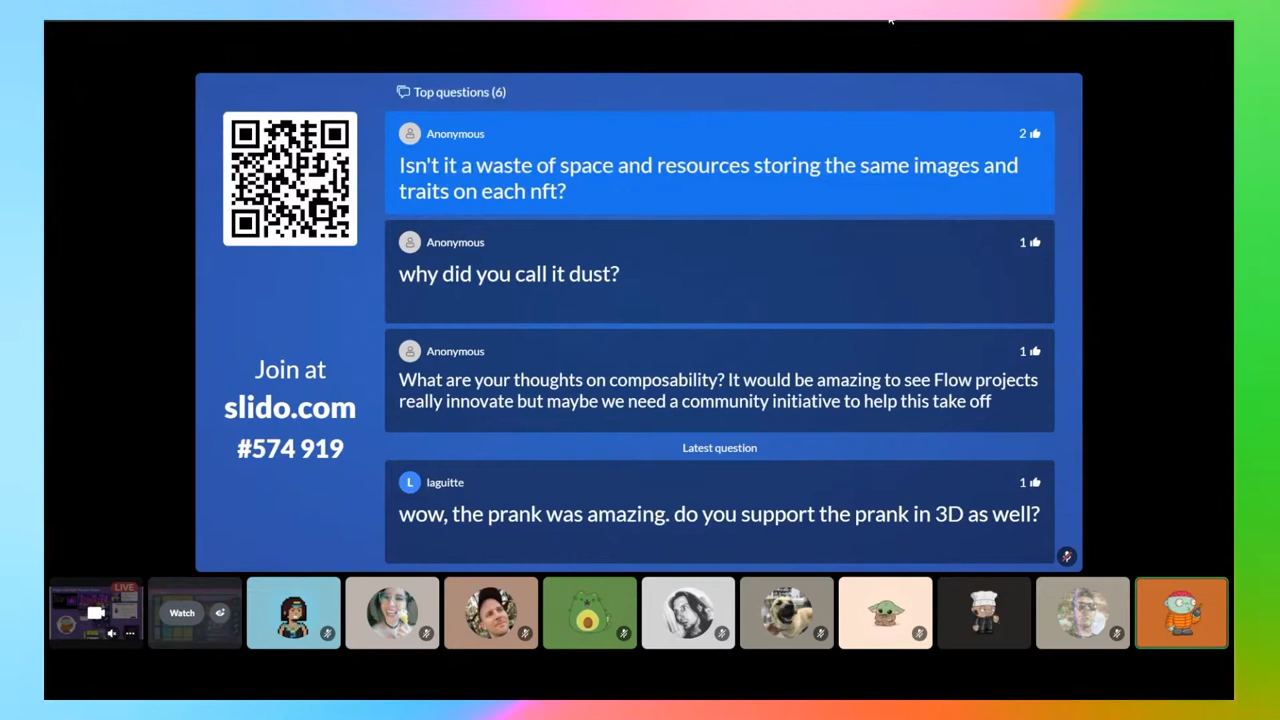 Top questions (6)
Anonymous
2
Isn't it a waste of space and resources storing the same images and
traits on each nft?
Anonymous
1
why did you call it dust?
Anonymous
1
What are your thoughts on composability? It would be amazing to see Flow projects
really innovate but maybe we need a community initiative to help this take off
Join at
slido.com
#574 919
Latest question
L
laguitte
1
wow, the prank was amazing. do you support the prank in 3D as well?
LIVE
Watch